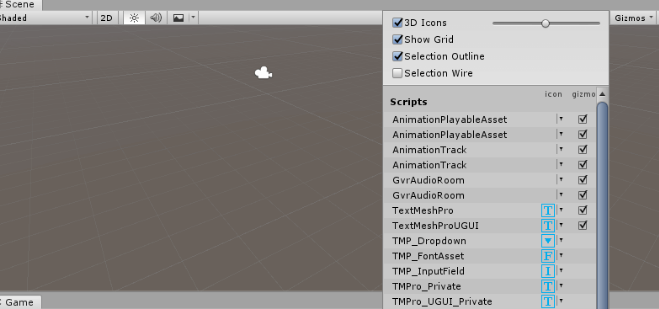 Scene
Shaded
2D
Gizmos
3D Icons
Show Grid
Selection Outline
Selection Wire
icon gizmo
Scripts
AnimationPlayableAsset
AnimationPlayableAsset
AnimationTrack
AnimationTrack
GvrAudioRoom
GvrAudioRoom
TextMeshPro T
TextMeshProUGUI T
TMP_Dropdown
TMP_FontAsset F
TMP_InputField I
TMPro_Private T
TMPro_UGUI_Private T
Game